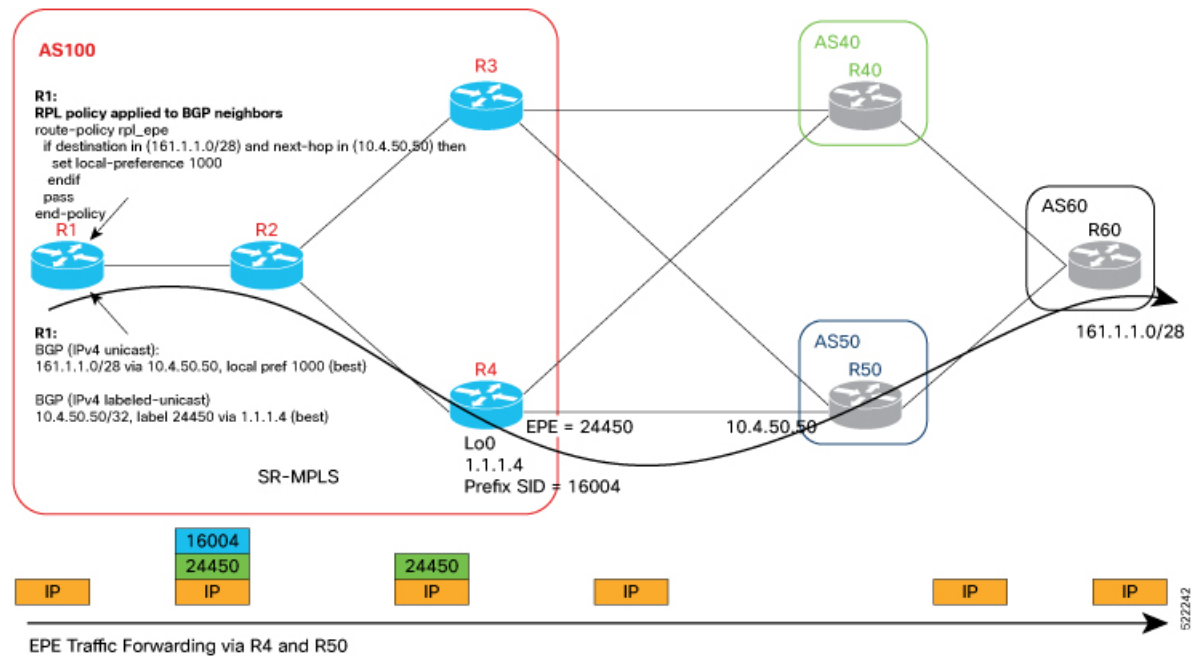 AS100
R1:
RPL policy applied to BGP neighbors
route-policy rpl_epe
if destination in (161.1.1.0/28) and next-hop in (10.4.50.50) then
set local-preference 1000
endif
pass
end-policy
R1
R2
R3
AS40
R40
AS60
R60
161.1.1.0/28
R1:
BGP (IPv4 unicast):
161.1.1.0/28 via 10.4.50.50, local pref 1000 (best)
BGP (IPv4 labeled-unicast)
10.4.50.50/32, label 24450 via 1.1.1.4 (best)
R4
EPE = 24450
Lo0
1.1.1.4
Prefix SID = 16004
AS50
R50
10.4.50.50
SR-MPLS
16004
24450
IP
IP
24450
IP
IP
IP
IP
EPE Traffic Forwarding via R4 and R50
522242